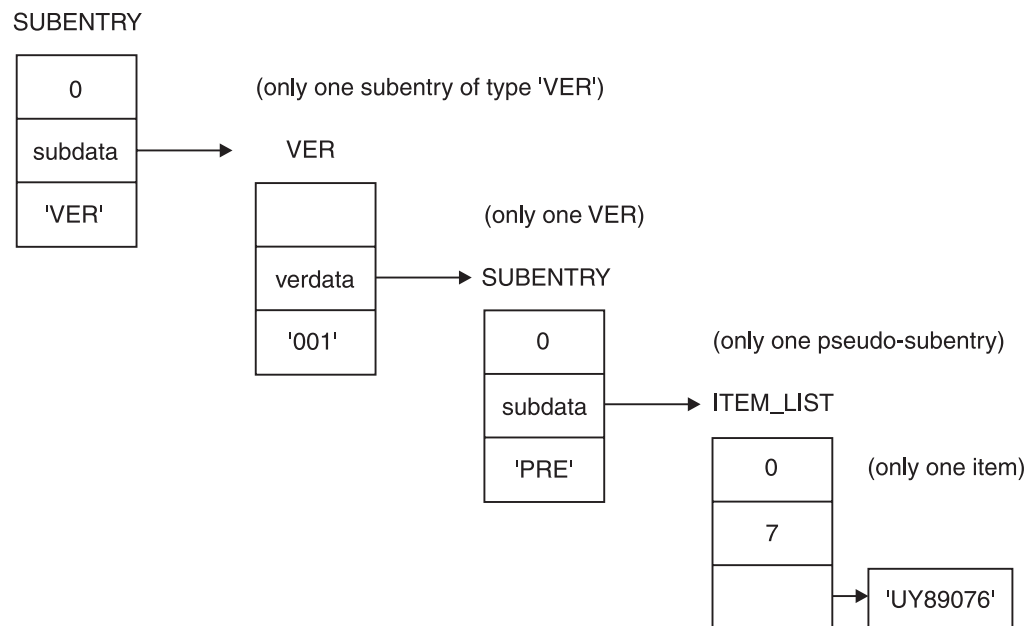 SUBENTRY
0
(only one subentry of type 'VER')
subdata
VER
'VER'
(only one VER)
verdata
SUBENTRY
'001'
0
(only one pseudo-subentry)
subdata
ITEM_LIST
'PRE'
0
(only one item)
7
'UY89076'